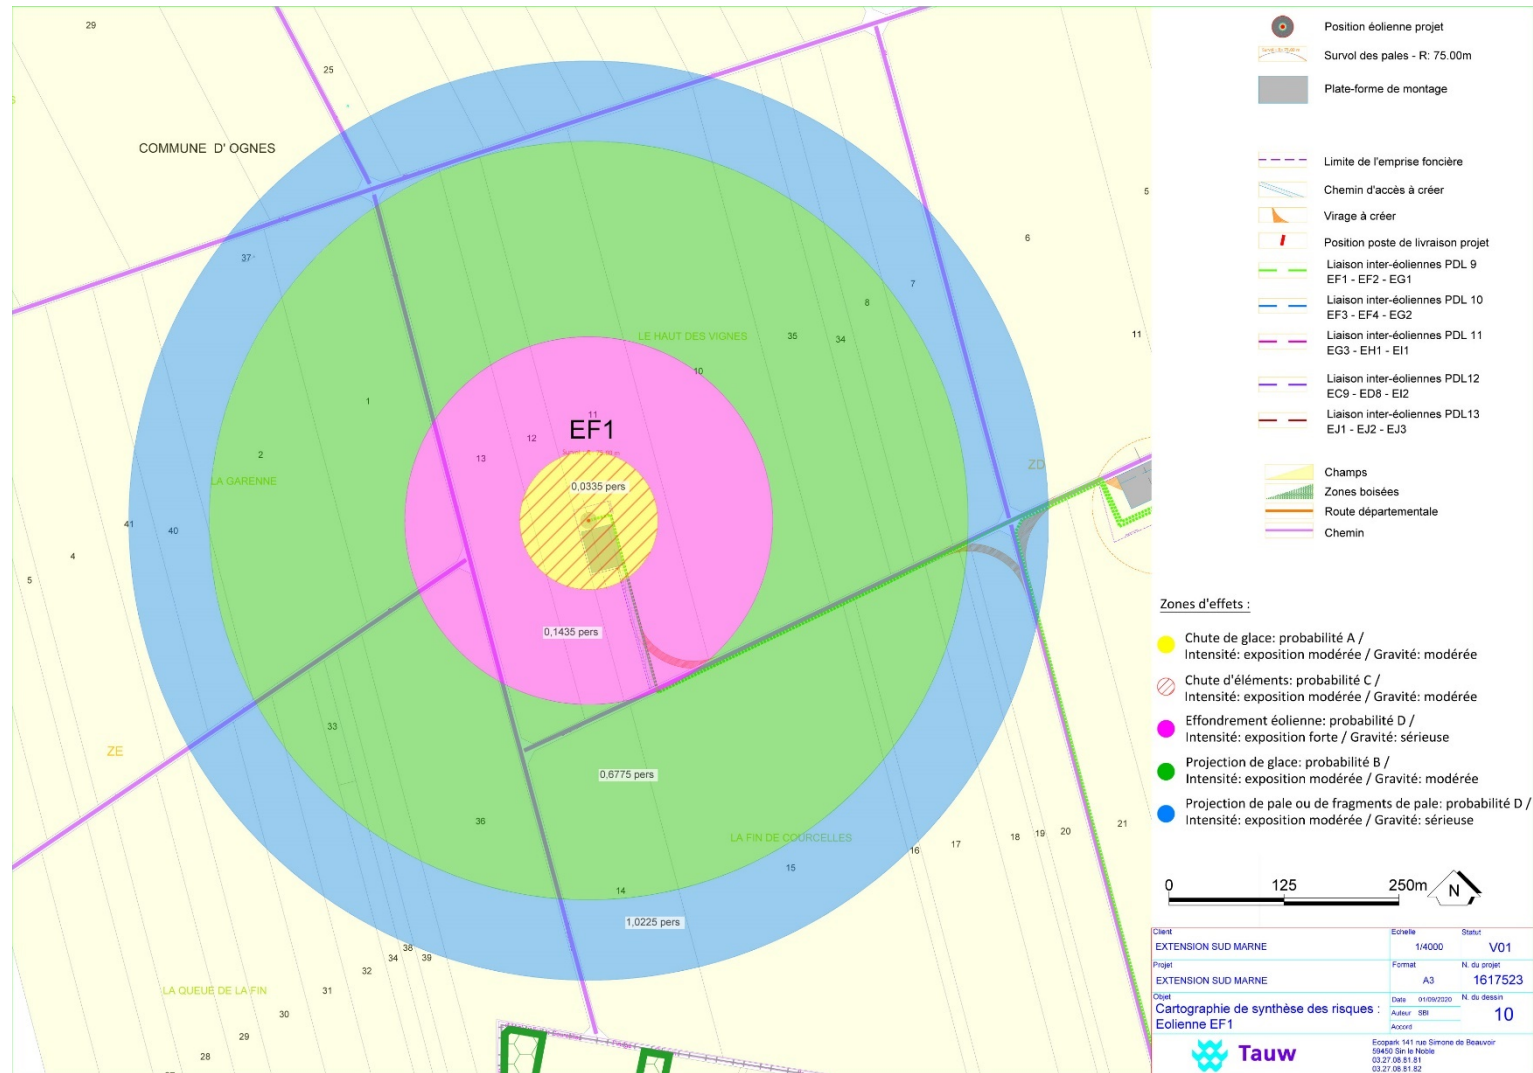 29
25
COMMUNE D' OGNES
5
6
7
8
11
37
35
34
LE HAUT DES VIGNES
10
1
11
EF1
12
13
2
LA GARENNE
0,0335 pers
ZD
41
40
4
5
0,1435 pers
33
ZE
0,6775 pers
36
LA FIN DE COURCELLES
15
16
17
18
19
20
21
14
1,0225 pers
38
34
39
32
LA QUEUE DE LA FIN
31
30
29
28
Position éolienne projet
Survol des pales - R: 75.00m
Plate-forme de montage
Limite de l'emprise foncière
Chemin d'accès à créer
Virage à créer
Position poste de livraison projet
Liaison inter-éoliennes PDL 9
EF1 - EF2 - EG1
Liaison inter-éoliennes PDL 10
EF3 - EF4 - EG2
Liaison inter-éoliennes PDL 11
EG3 - EH1 - EI1
Liaison inter-éoliennes PDL12
EC9 - ED8 - EI2
Liaison inter-éoliennes PDL13
EJ1 - EJ2 - EJ3
Champs
Zones boisées
Route départementale
Chemin
Zones d'effets :
Chute de glace: probabilité A /
Intensité: exposition modérée / Gravité: modérée
Chute d'éléments: probabilité C /
Intensité: exposition modérée / Gravité: modérée
Effondrement éolienne: probabilité D /
Intensité: exposition forte / Gravité: sérieuse
Projection de glace: probabilité B /
Intensité: exposition modérée / Gravité: modérée
Projection de pale ou de fragments de pale: probabilité D /
Intensité: exposition modérée / Gravité: sérieuse
0 125 250m
N
Client
EXTENSION SUD MARNE
Echelle
1/4000
Statut
V01
Projet
EXTENSION SUD MARNE
Format
A3
N. du projet
1617523
Objet
Cartographie de synthèse des risques :
Eolienne EF1
Date 01/09/2020
Auteur SBI
Accord
N. du dessin
10
Tauw
Ecopark 141 rue Simone de Beauvoir
59450 Sin le Noble
03.27.08.81.81
03.27.08.81.82